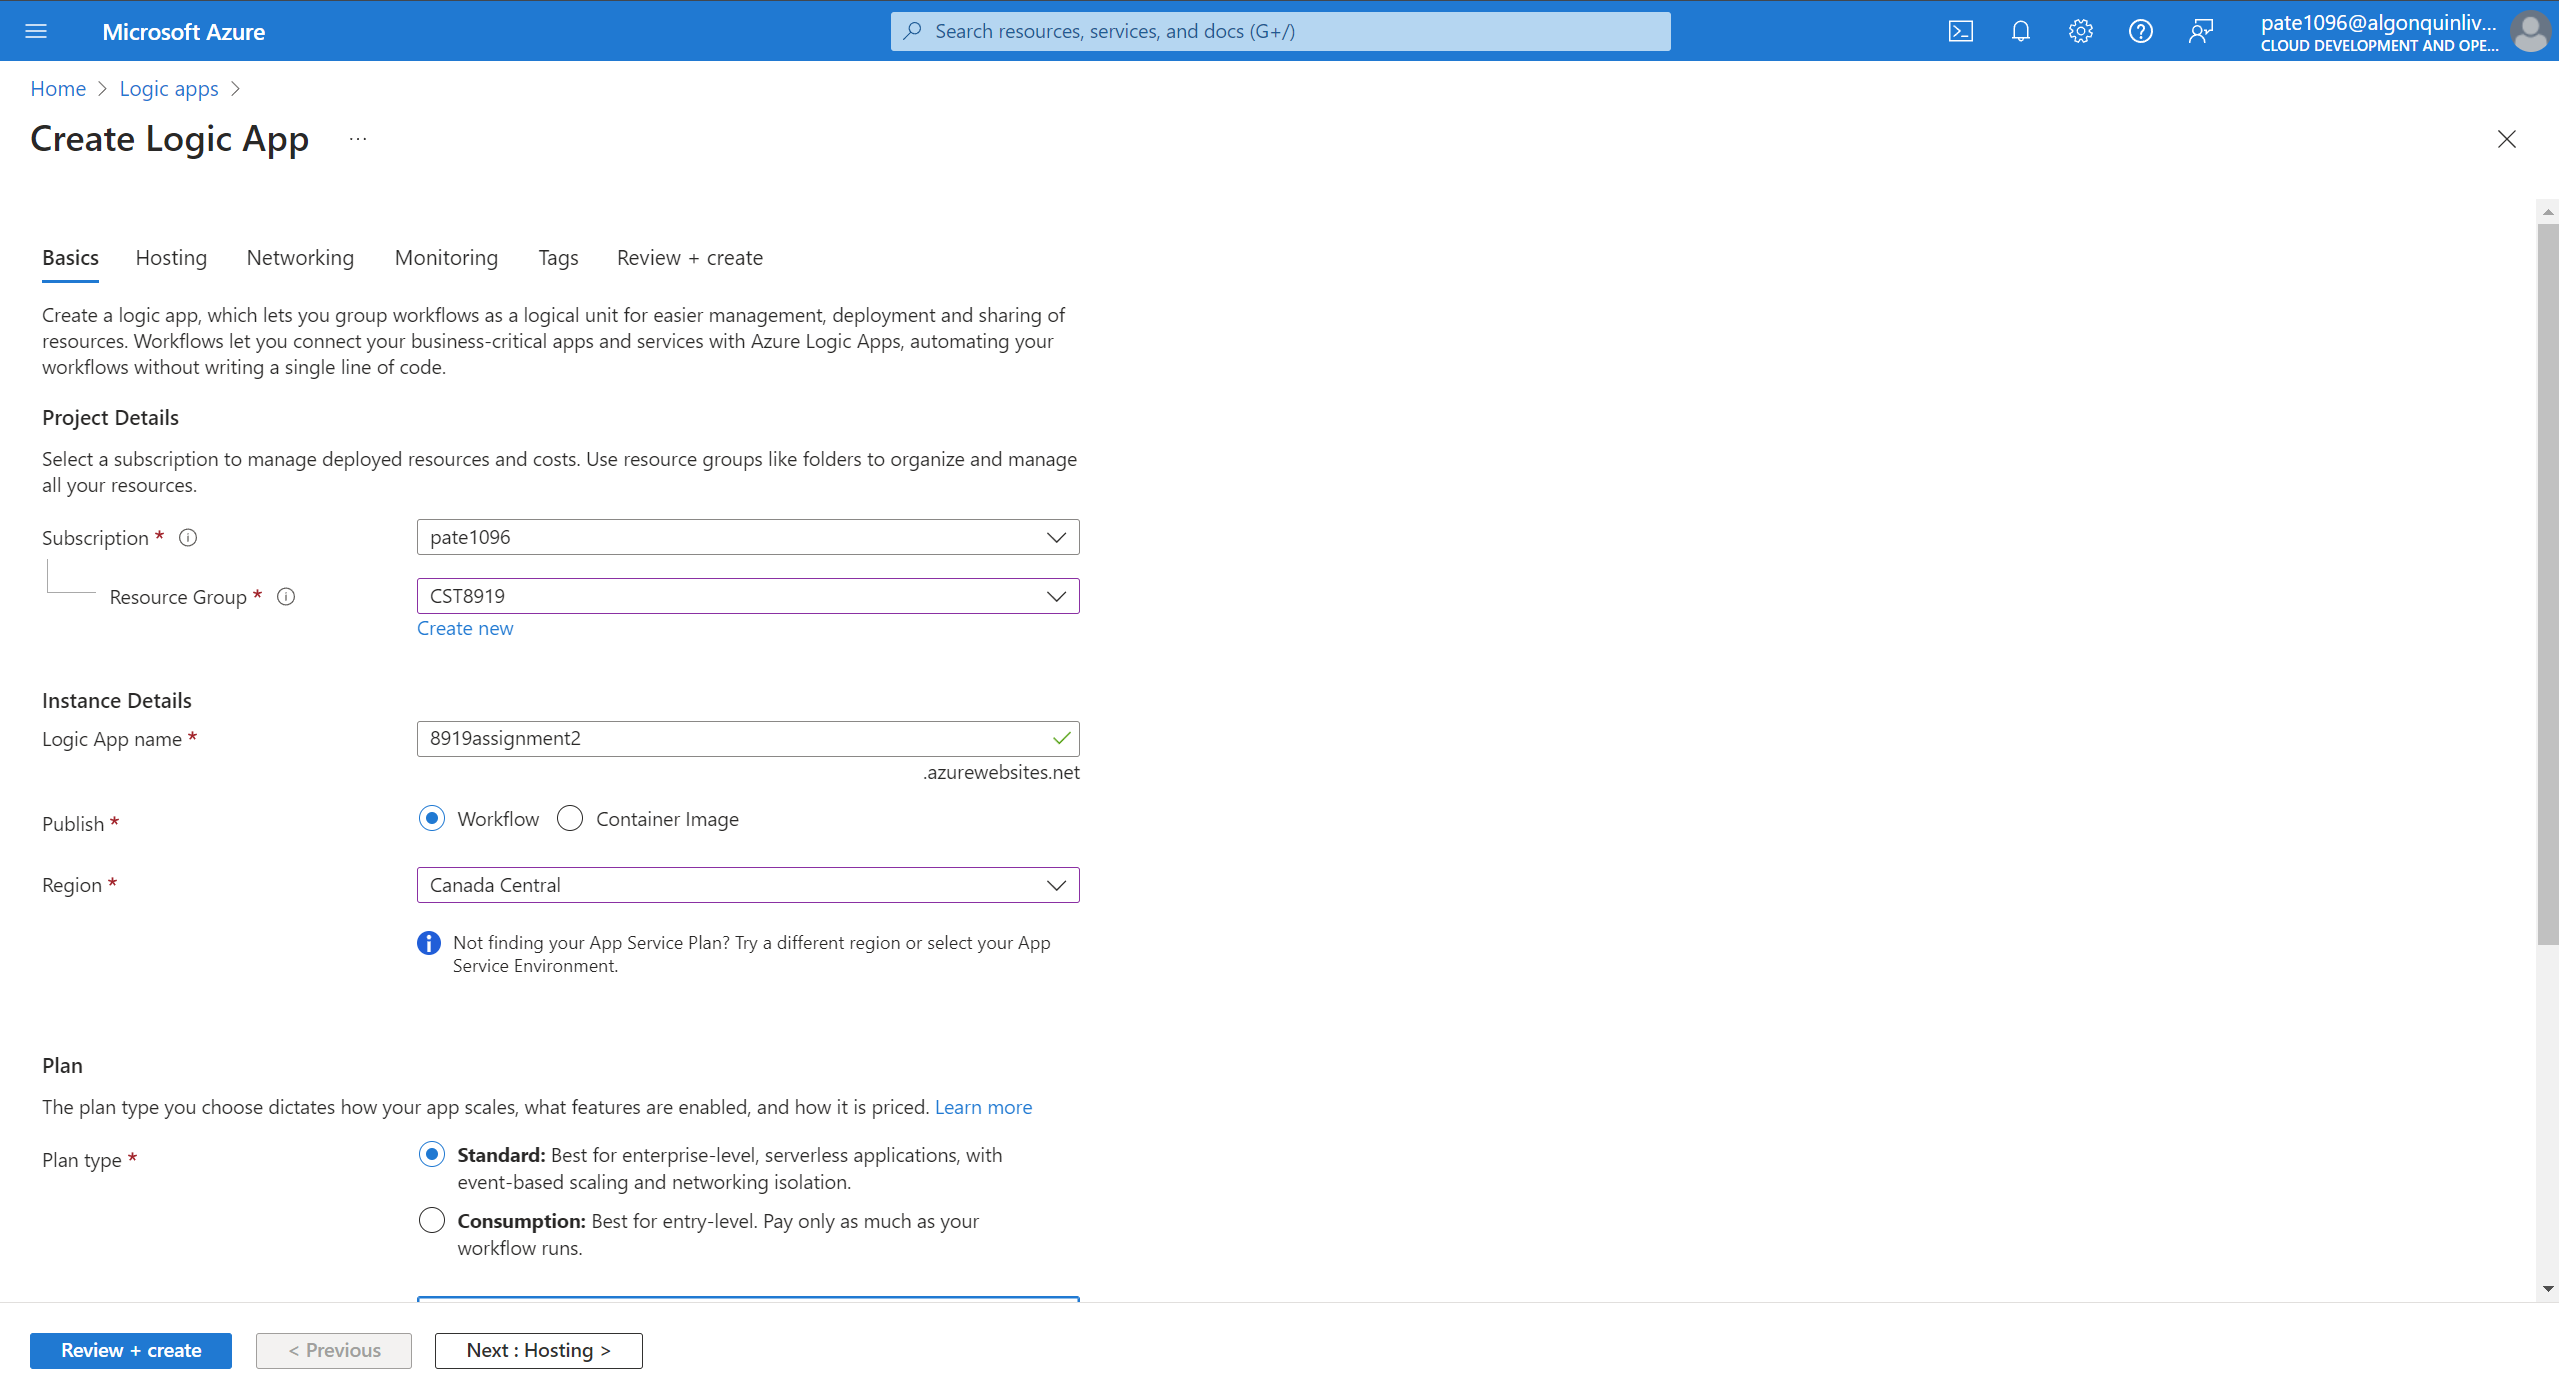 Microsoft Azure
Search resources, services, and docs (G+/)
pate1096@algonquinliv...
CLOUD DEVELOPMENT AND OPE...
Home > Logic apps >
Create Logic App ...
Basics Hosting Networking Monitoring Tags Review + create
Create a logic app, which lets you group workflows as a logical unit for easier management, deployment and sharing of
resources. Workflows let you connect your business-critical apps and services with Azure Logic Apps, automating your
workflows without writing a single line of code.
Project Details
Select a subscription to manage deployed resources and costs. Use resource groups like folders to organize and manage
all your resources.
Subscription * pate1096
Resource Group * CST8919
Create new
Instance Details
Logic App name * 8919assignment2
.azurewebsites.net
Publish * Workflow Container Image
Region * Canada Central
Not finding your App Service Plan? Try a different region or select your App
Service Environment.
Plan
The plan type you choose dictates how your app scales, what features are enabled, and how it is priced. Learn more
Plan type * Standard: Best for enterprise-level, serverless applications, with
event-based scaling and networking isolation.
Consumption: Best for entry-level. Pay only as much as your
workflow runs.
Review + create < Previous Next : Hosting >